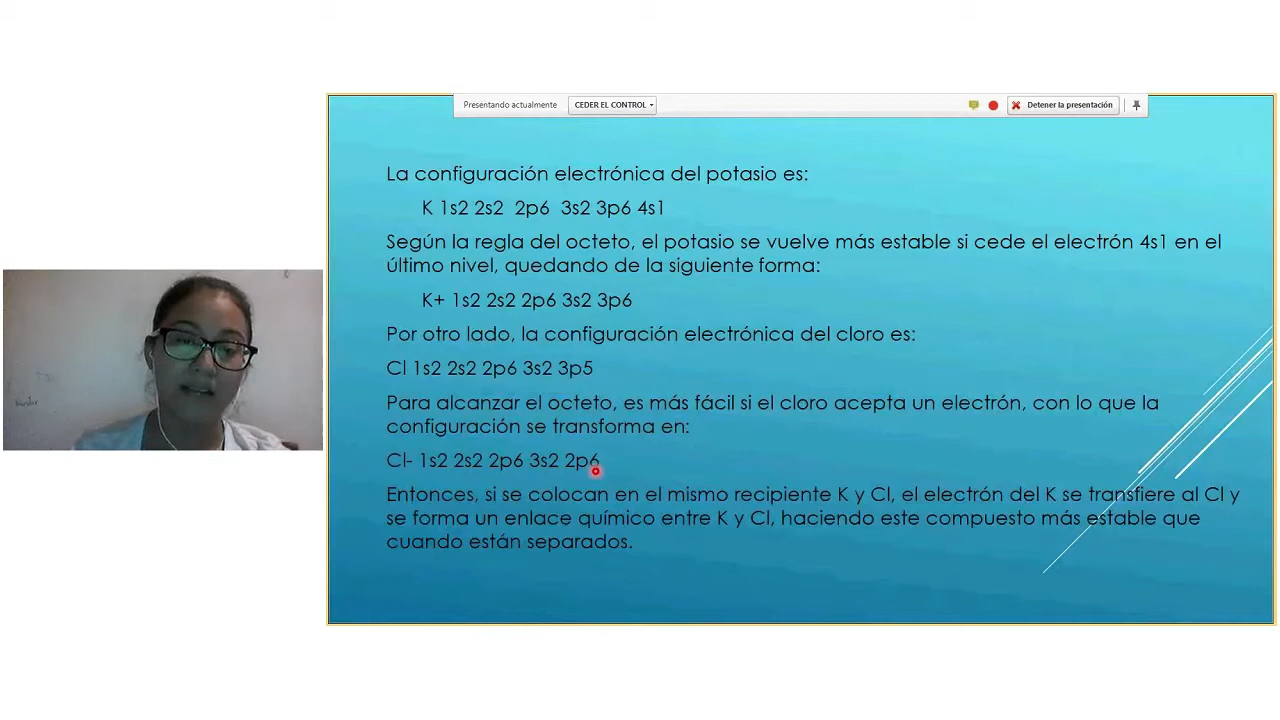 Presentando actualmente
CEDER EL CONTROL
Detener la presentación
La configuración electrónica del potasio es:
K 1s2 2s2 2p6 3s2 3p6 4s1
Según la regla del octeto, el potasio se vuelve más estable si cede el electrón 4s1 en el
último nivel, quedando de la siguiente forma:
K+ 1s2 2s2 2p6 3s2 3p6
Por otro lado, la configuración electrónica del cloro es:
Cl 1s2 2s2 2p6 3s2 3p5
Para alcanzar el octeto, es más fácil si el cloro acepta un electrón, con lo que la
configuración se transforma en:
Cl- 1s2 2s2 2p6 3s2 2p6
Entonces, si se colocan en el mismo recipiente K y Cl, el electrón del K se transfiere al Cl y
se forma un enlace químico entre K y Cl, haciendo este compuesto más estable que
cuando están separados.